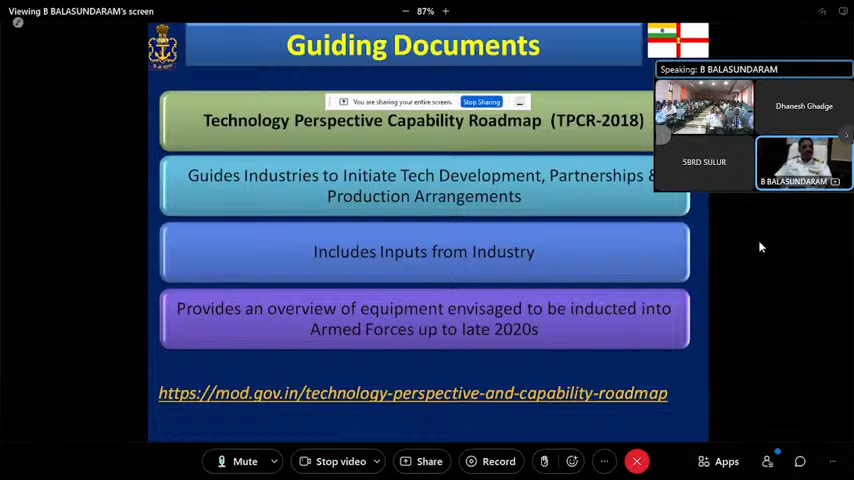 Viewing B BALASUNDARAM's screen
87%
Guiding Documents
Speaking: B BALASUNDARAM
You are sharing your entire screen.
Stop Sharing
Technology Perspective Capability Roadmap (TPCR-2018)
Dhanesh Ghadge
5BRD SULUR
B BALASUNDARAM
Guides Industries to Initiate Tech Development, Partnerships &
Production Arrangements
Includes Inputs from Industry
Provides an overview of equipment envisaged to be inducted into
Armed Forces up to late 2020s
https://mod.gov.in/technology-perspective-and-capability-roadmap
Mute
Stop video
Share
Record
Apps